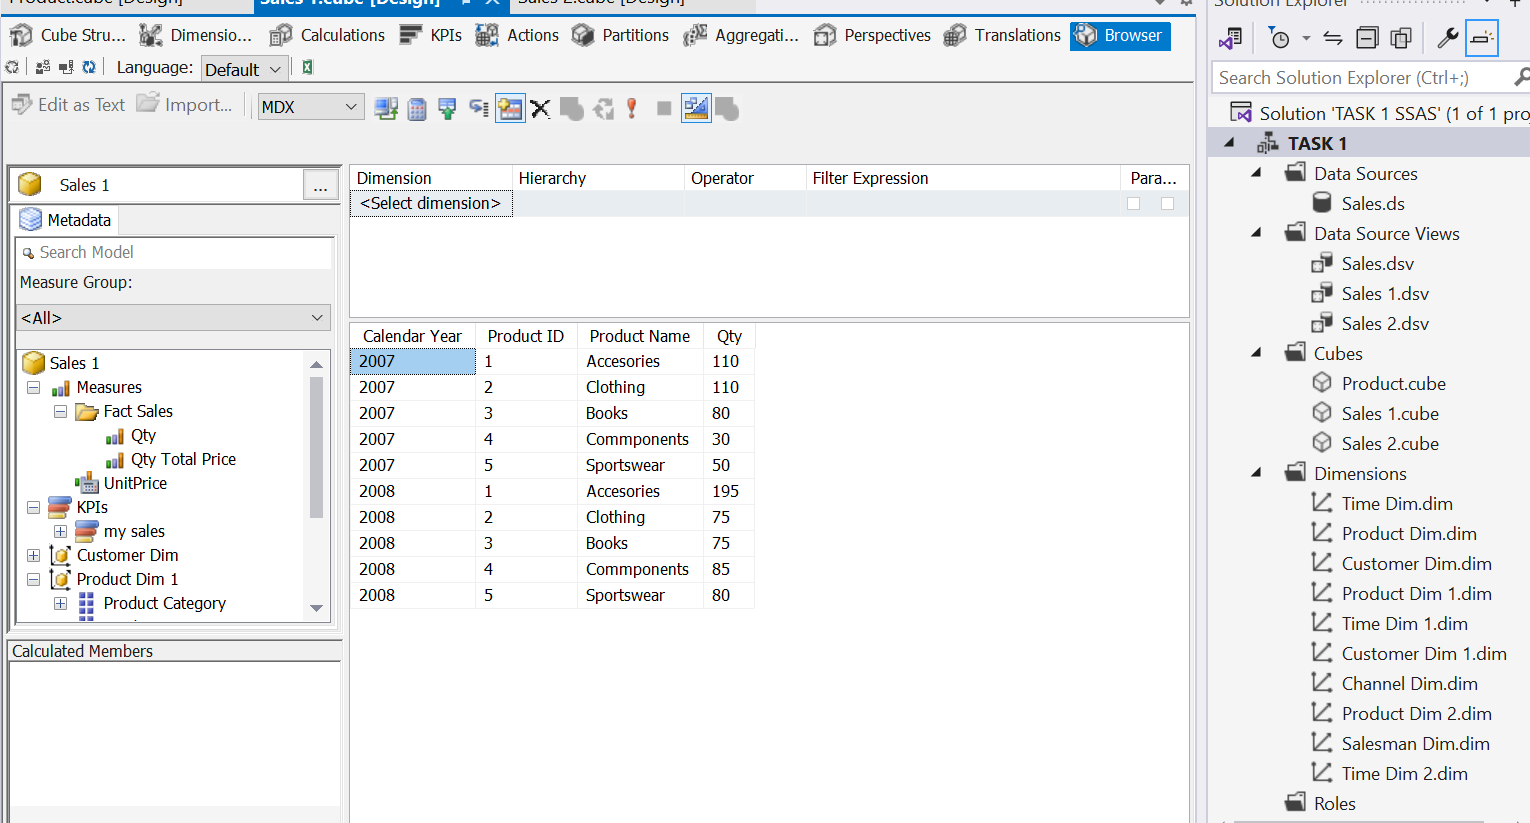 Product.cube [Design] Sales 1.cube [Design] Sales 2.cube [Design]
Cube Stru... Dimensio... Calculations KPIs Actions Partitions Aggregati... Perspectives Translations Browser
Language: Default
Edit as Text Import... MDX
Sales 1 ...
Metadata
Search Model
Measure Group:
<All>
Sales 1
Measures
Fact Sales
Qty
Qty Total Price
UnitPrice
KPIs
my sales
Customer Dim
Product Dim 1
Product Category
Calculated Members
Dimension Hierarchy Operator Filter Expression Para...
<Select dimension>
Calendar Year Product ID Product Name Qty
2007 1 Accesories 110
2007 2 Clothing 110
2007 3 Books 80
2007 4 Commponents 30
2007 5 Sportswear 50
2008 1 Accesories 195
2008 2 Clothing 75
2008 3 Books 75
2008 4 Commponents 85
2008 5 Sportswear 80
Solution Explorer
Search Solution Explorer (Ctrl+;)
Solution 'TASK 1 SSAS' (1 of 1 proj
TASK 1
Data Sources
Sales.ds
Data Source Views
Sales.dsv
Sales 1.dsv
Sales 2.dsv
Cubes
Product.cube
Sales 1.cube
Sales 2.cube
Dimensions
Time Dim.dim
Product Dim.dim
Customer Dim.dim
Product Dim 1.dim
Time Dim 1.dim
Customer Dim 1.dim
Channel Dim.dim
Product Dim 2.dim
Salesman Dim.dim
Time Dim 2.dim
Roles